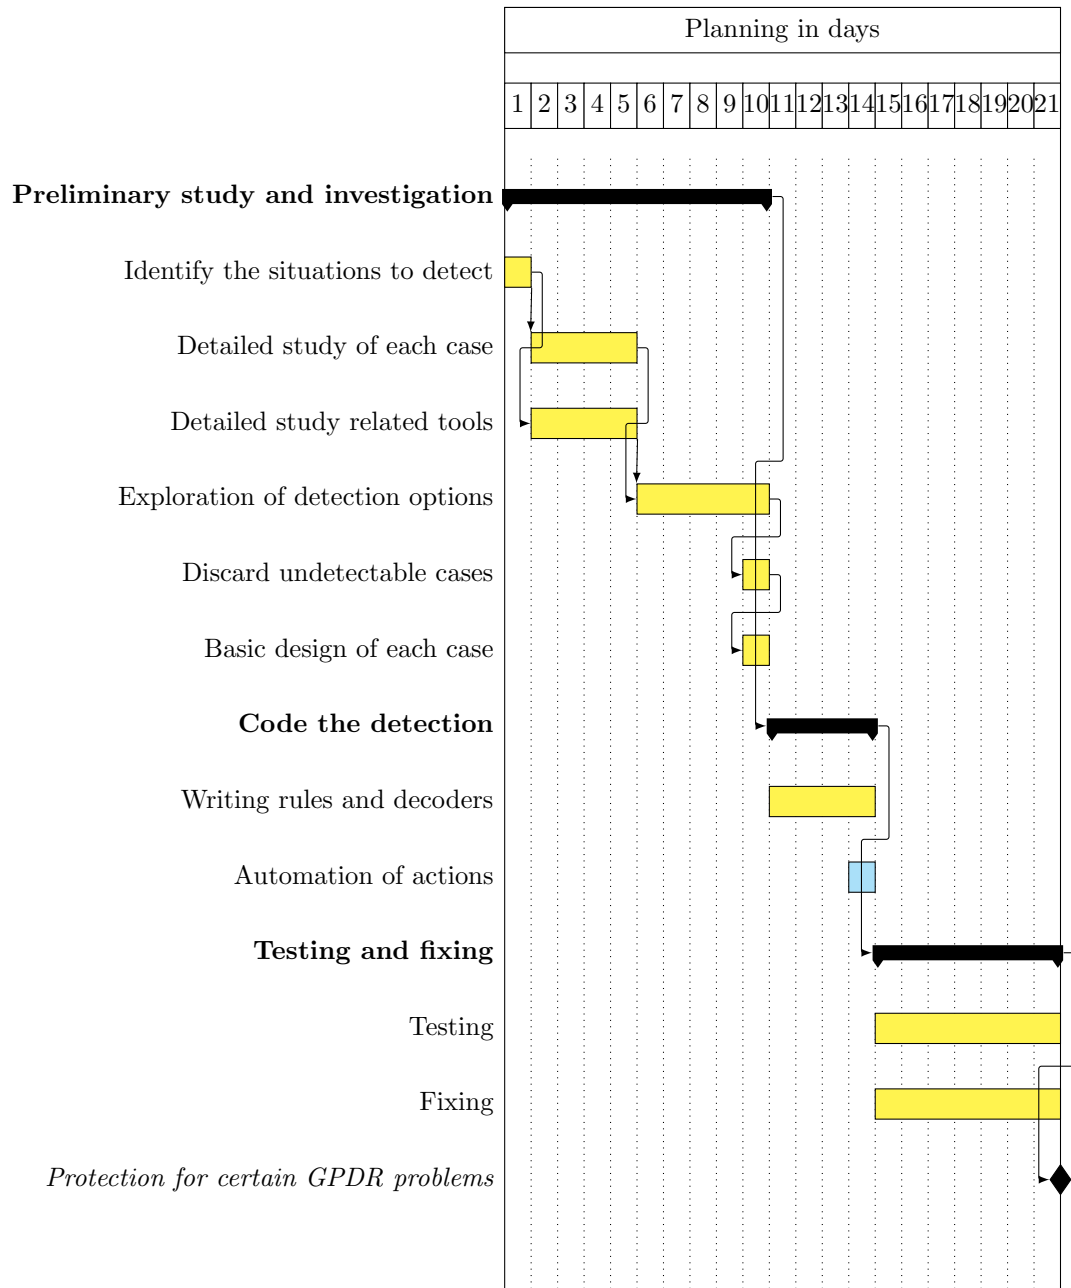 Planning in days
1 2 3 4 5 6 7 8 9 10 11 12 13 14 15 16 17 18 19 20 21
Preliminary study and investigation
Identify the situations to detect
Detailed study of each case
Detailed study related tools
Exploration of detection options
Discard undetectable cases
Basic design of each case
Code the detection
Writing rules and decoders
Automation of actions
Testing and fixing
Testing
Fixing
Protection for certain GPDR problems